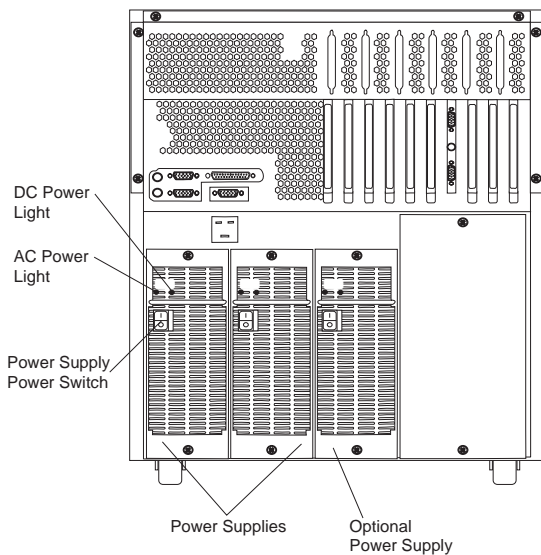 DC Power
Light
AC Power
Light
Power Supply
Power Switch
Power Supplies
Optional
Power Supply